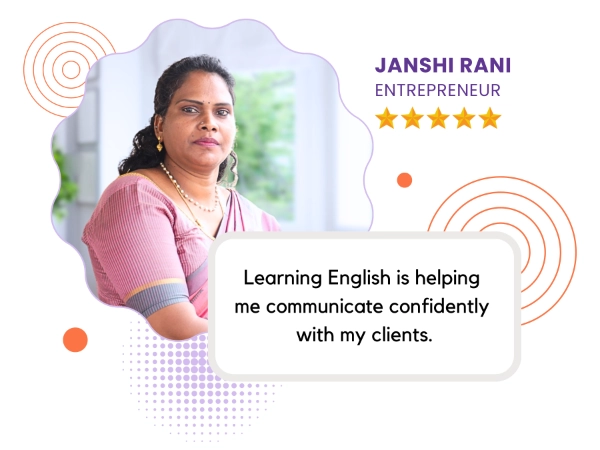 JANSHI RANI
ENTREPRENEUR
Learning English is helping
me communicate confidently
with my clients.